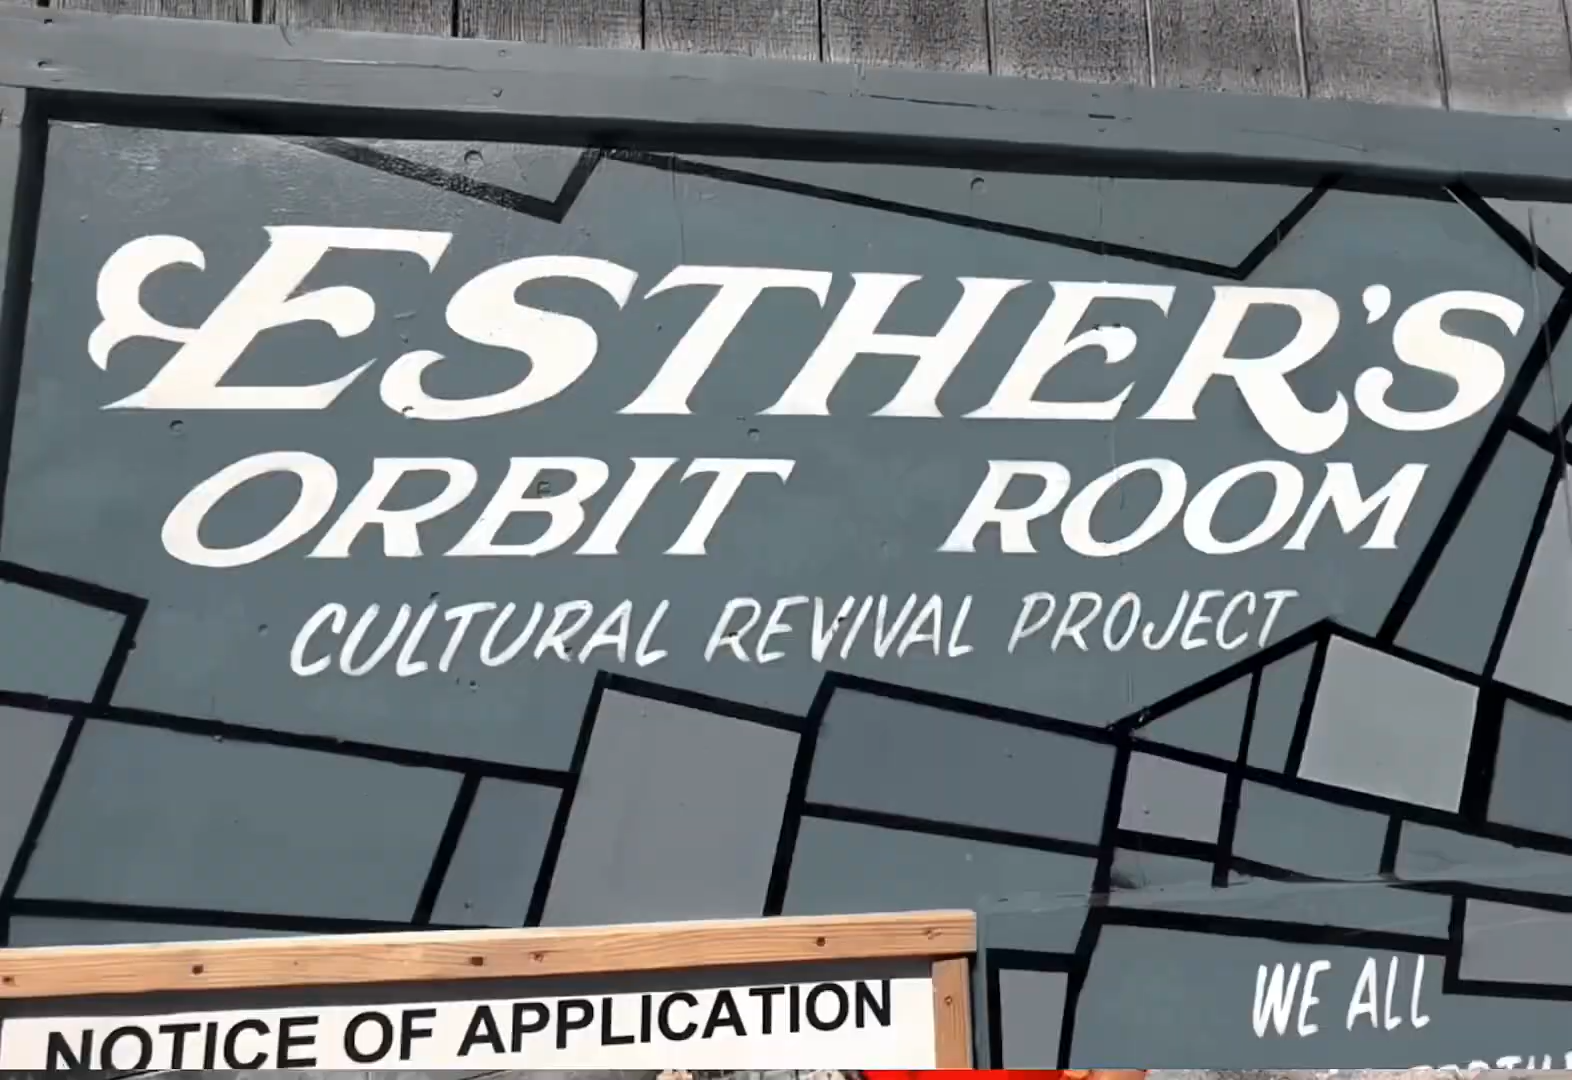 ESTHER'S
ORBIT ROOM
CULTURAL REVIVAL PROJECT
NOTICE OF APPLICATION
WE ALL